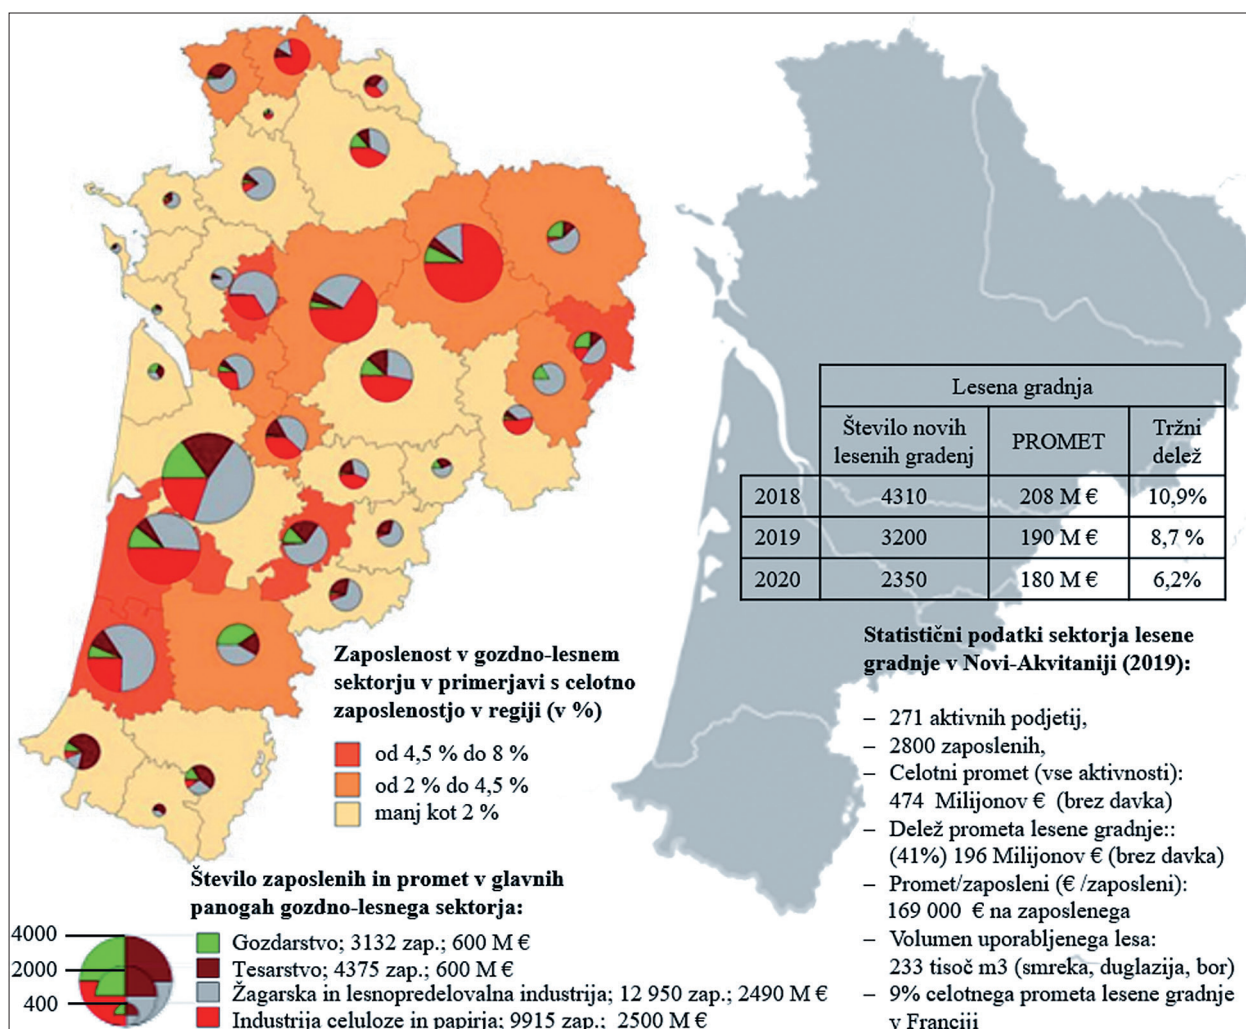 Zaposlenost v gozdno-lesnem
sektorju v primerjavi s celotno
zaposlenostjo v regiji (v %)
od 4,5 % do 8 %
od 2 % do 4,5 %
manj kot 2 %
Število zaposlenih in promet v glavnih
panogah gozdno-lesnega sektorja:
4000
2000
400
Gozdarstvo; 3132 zap.; 600 M €
Tesarstvo; 4375 zap.; 600 M €
Žagarska in lesnopredelovalna industrija; 12 950 zap.; 2490 M €
Industrija celuloze in papirja; 9915 zap.; 2500 M €
Lesena gradnja
Število novih
lesenih gradenj
PROMET
Tržni
delež
2018 4310 208 M € 10,9%
2019 3200 190 M € 8,7 %
2020 2350 180 M € 6,2%
Statistični podatki sektorja lesene
gradnje v Novi-Akvitaniji (2019):
– 271 aktivnih podjetij,
– 2800 zaposlenih,
– Celotni promet (vse aktivnosti):
474 Milijonov € (brez davka)
– Delež prometa lesene gradnje::
(41%) 196 Milijonov € (brez davka)
– Promet/zaposleni (€ /zaposleni):
169 000 € na zaposlenega
– Volumen uporabljenega lesa:
233 tisoč m3 (smreka, duglazija, bor)
– 9% celotnega prometa lesene gradnje
v Franciji